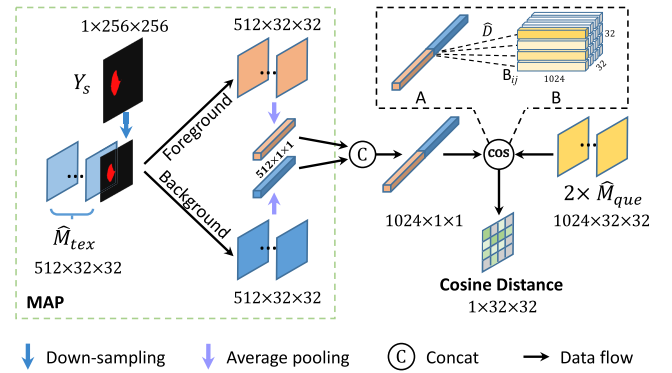 1×256×256
512×32×32
Y_s
D̂
32
32
B_ij
1024
A
B
Foreground
512×1×1
C
cos
Background
M̂_tex
512×32×32
1024×1×1
2× M̂_que
1024×32×32
Cosine Distance
1×32×32
MAP
512×32×32
Down-sampling
Average pooling
C
Concat
Data flow